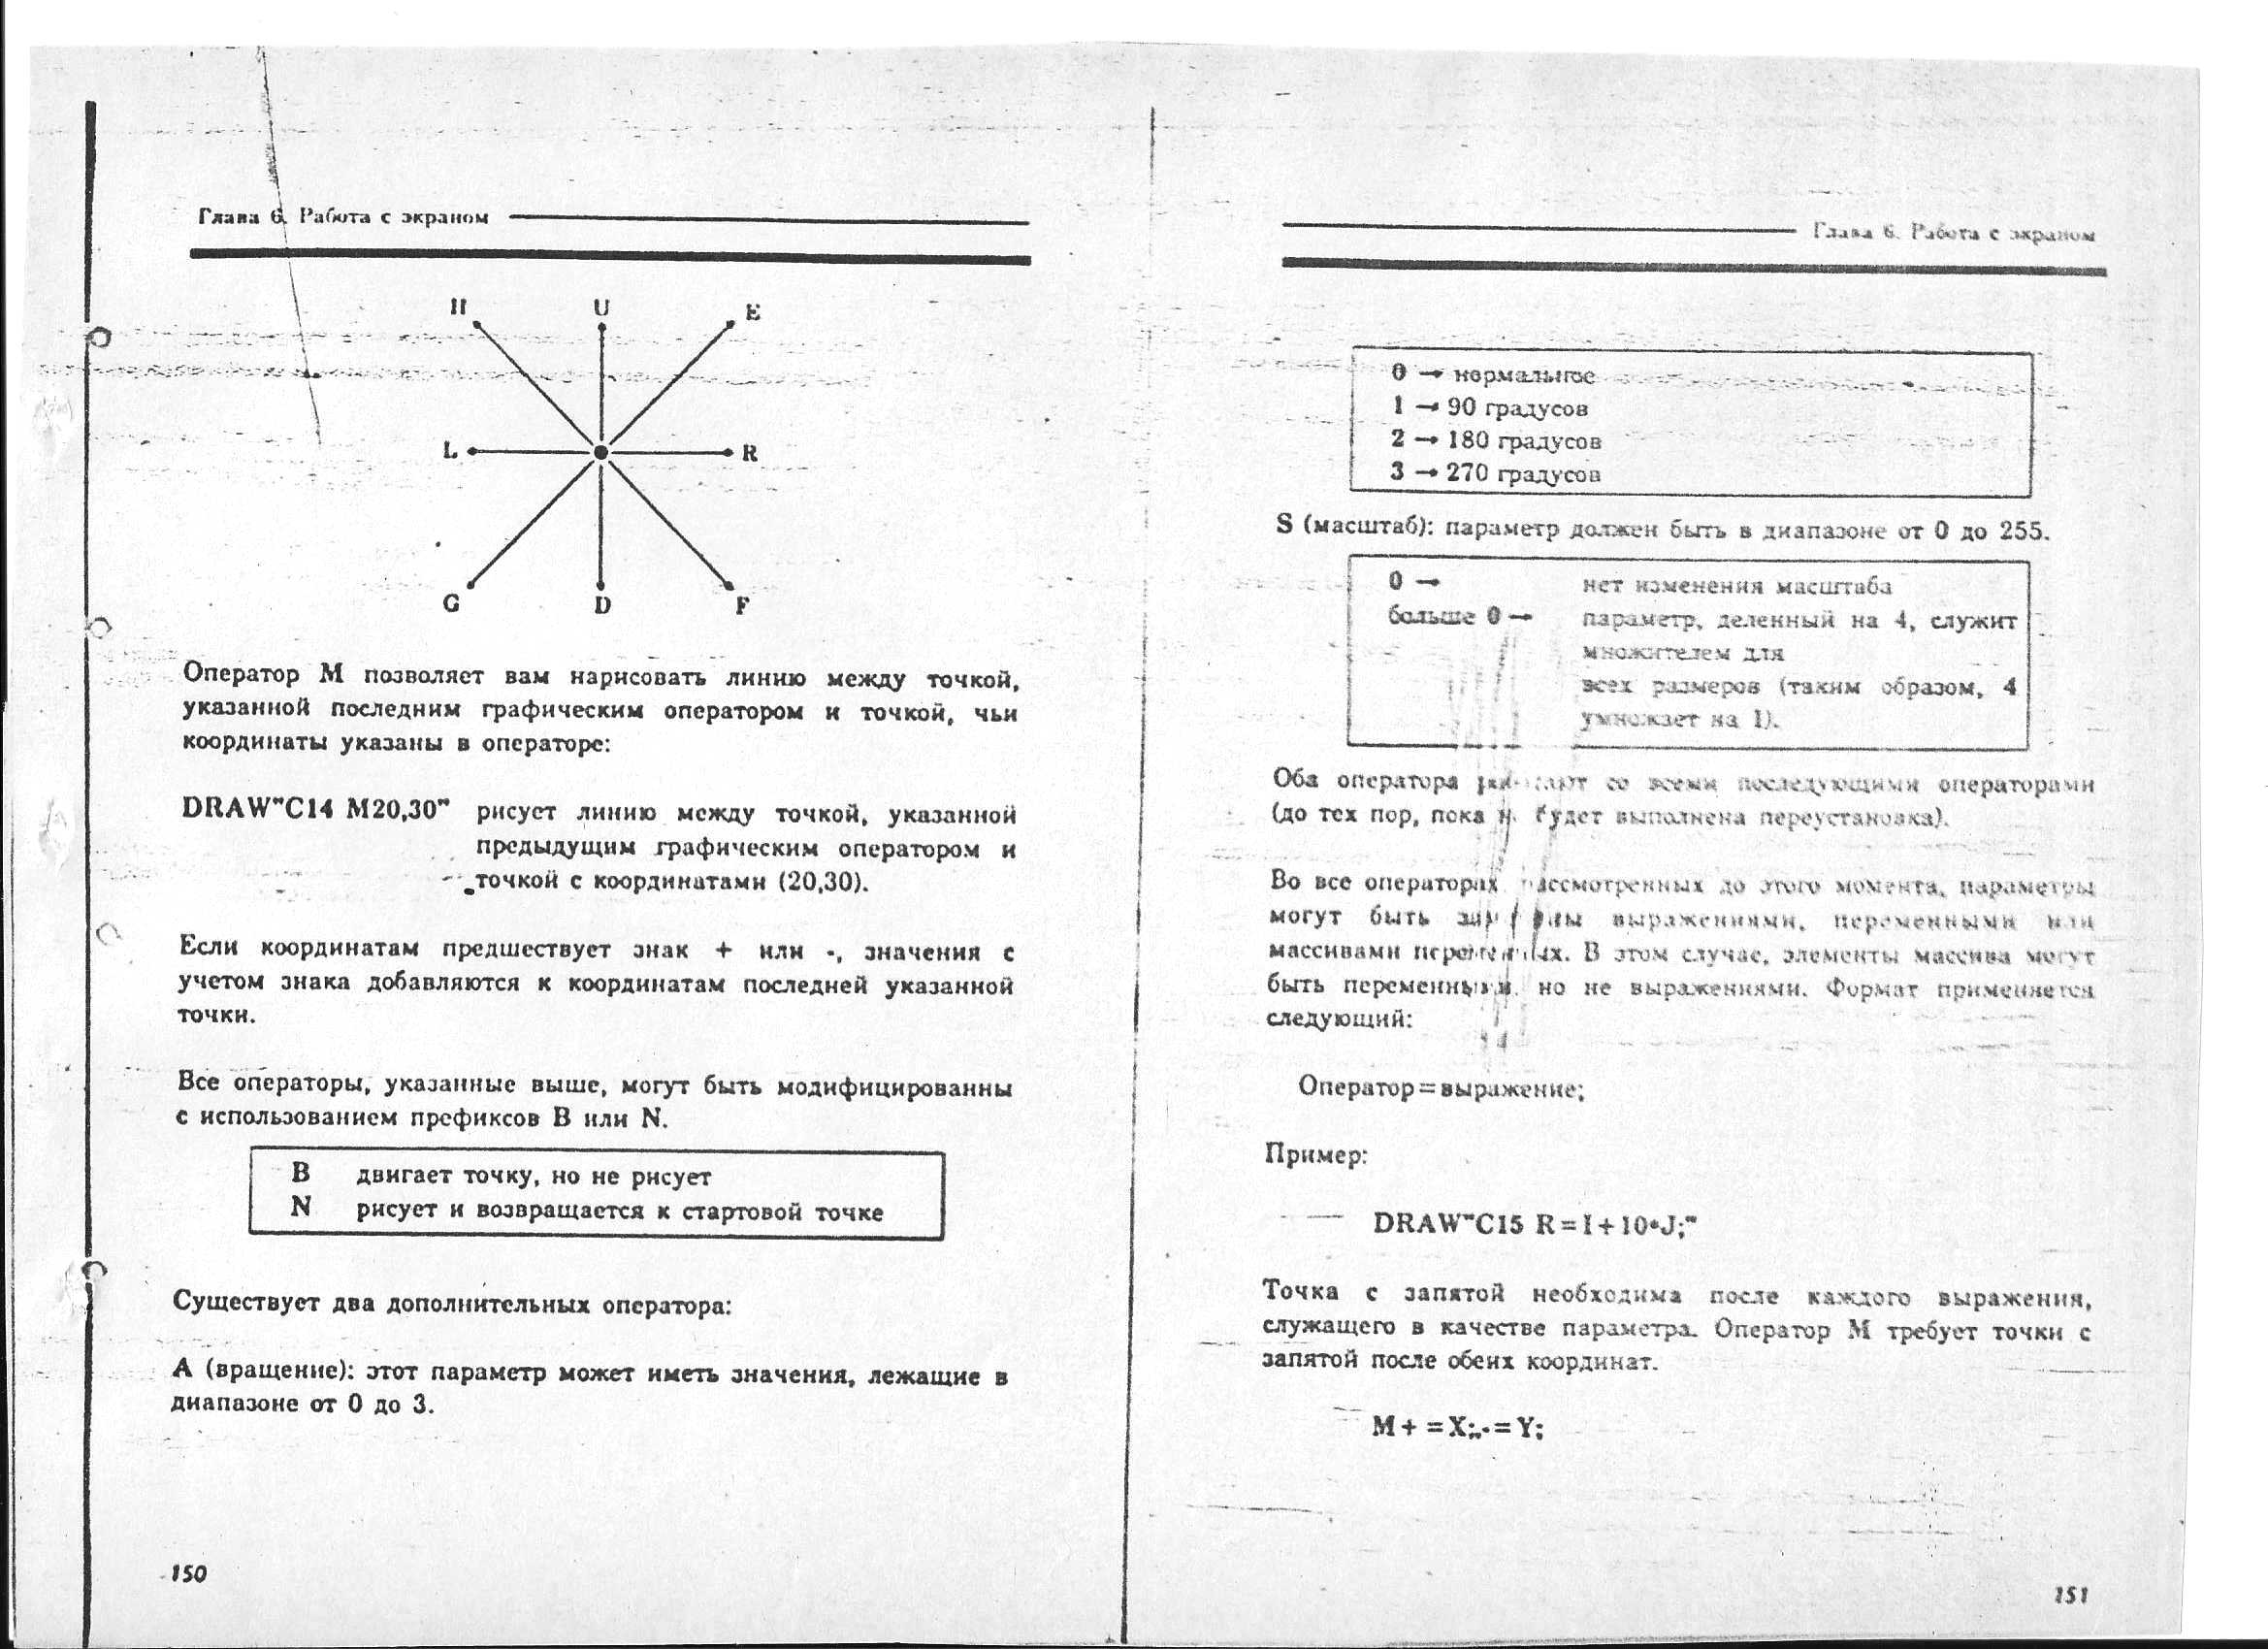 Глава 6. Работа с экраном
H U E
L R
G D F
Оператор М позволяет вам нарисовать линию между точкой,
указанной последним графическим оператором и точкой, чьи
координаты указаны в операторе:
DRAW"C14 M20,30" рисует линию между точкой, указанной
предыдущим графическим оператором и
точкой с координатами (20,30).
Если координатам предшествует знак + или -, значения с
учетом знака добавляются к координатам последней указанной
точки.
Все операторы, указанные выше, могут быть модифицированны
с использованием префиксов B или N.
B двигает точку, но не рисует
N рисует и возвращается к стартовой точке
Существует два дополнительных оператора:
А (вращение): этот параметр может иметь значения, лежащие в
диапазоне от 0 до 3.
150
Глава 6. Работа с экраном
0 → нормальное
1 → 90 градусов
2 → 180 градусов
3 → 270 градусов
S (масштаб): параметр должен быть в диапазоне от 0 до 255.
0 → нет изменения масштаба
больше 0 → параметр, деленный на 4, служит
множителем для
всех размеров (таким образом, 4
умножает на 1).
Оба оператора работают со всеми последующими операторами
(до тех пор, пока будет выполнена переустановка).
Во все операторах рассмотренных до этого момента, параметры
могут быть выражениями, переменными или
массивами переменных. В этом случае, элементы массива могут
быть переменными, но не выражениями. Формат применяется
следующий:
Оператор=выражение;
Пример:
DRAW"C15 R=I+10*J;"
Точка с запятой необходима после каждого выражения,
служащего в качестве параметра. Оператор М требует точки с
запятой после обеих координат.
M+ =X;,-=Y;
151